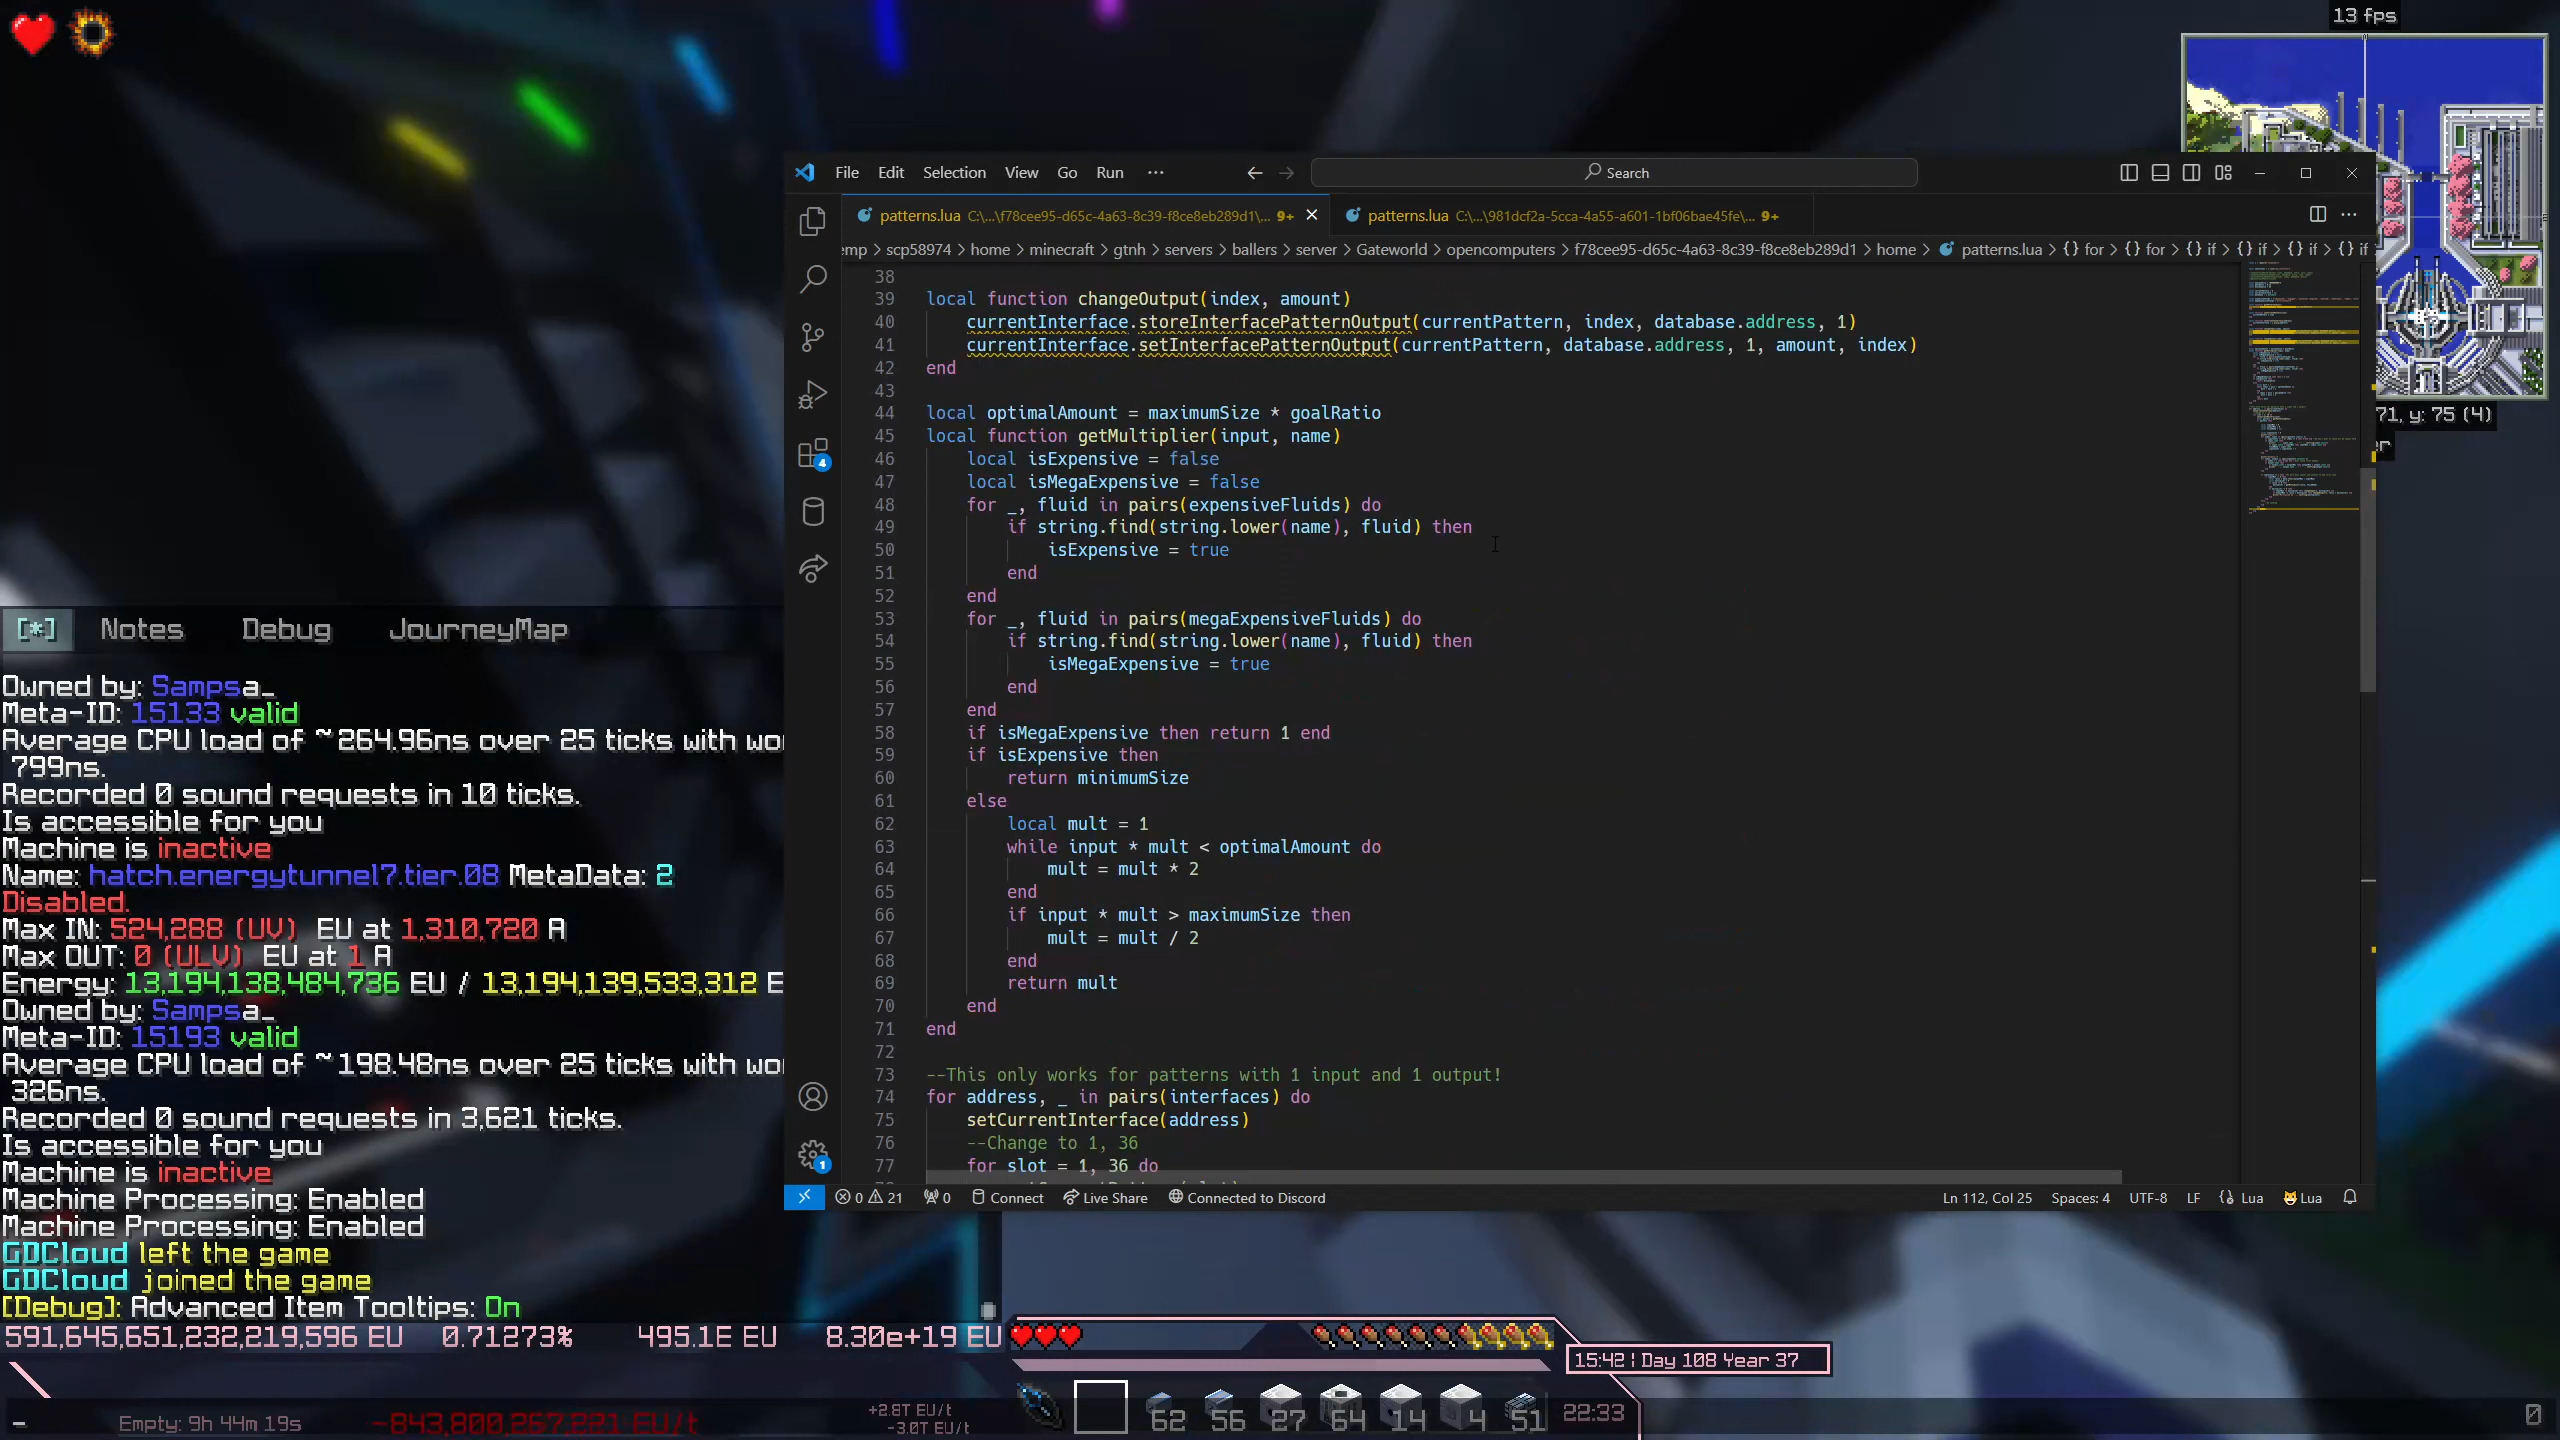 13 fps
File Edit Selection View Go Run ··· Search
patterns.lua C:\...\f78cee95-d65c-4a63-8c39-f8ce8eb289d1\... 9+
patterns.lua C:\...\981dcf2a-5cca-4a55-a601-1bf06bae45fe\... 9+
emp > scp58974 > home > minecraft > gtnh > servers > ballers > server > Gateworld > opencomputers > f78cee95-d65c-4a63-8c39-f8ce8eb289d1 > home > patterns.lua > {} for > {} for > {} if > {} if > {} if > {} if
38
39 local function changeOutput(index, amount)
40 currentInterface.storeInterfacePatternOutput(currentPattern, index, database.address, 1)
41 currentInterface.setInterfacePatternOutput(currentPattern, database.address, 1, amount, index)
42 end
43
44 local optimalAmount = maximumSize * goalRatio
45 local function getMultiplier(input, name)
46 local isExpensive = false
47 local isMegaExpensive = false
48 for _, fluid in pairs(expensiveFluids) do
49 if string.find(string.lower(name), fluid) then
50 isExpensive = true
51 end
52 end
53 for _, fluid in pairs(megaExpensiveFluids) do
54 if string.find(string.lower(name), fluid) then
55 isMegaExpensive = true
56 end
57 end
58 if isMegaExpensive then return 1 end
59 if isExpensive then
60 return minimumSize
61 else
62 local mult = 1
63 while input * mult < optimalAmount do
64 mult = mult * 2
65 end
66 if input * mult > maximumSize then
67 mult = mult / 2
68 end
69 return mult
70 end
71 end
72
73 --This only works for patterns with 1 input and 1 output!
74 for address, _ in pairs(interfaces) do
75 setCurrentInterface(address)
76 --Change to 1, 36
77 for slot = 1, 36 do
4
1
0 21 0 Connect Live Share Connected to Discord Ln 112, Col 25 Spaces: 4 UTF-8 LF Lua Lua
71, y: 75 (4)
[*] Notes Debug JourneyMap
Owned by: Sampsa_
Meta-ID: 15133 valid
Average CPU load of ~264.96ns over 25 ticks with wo
799ns.
Recorded 0 sound requests in 10 ticks.
Is accessible for you
Machine is inactive
Name: hatch.energytunnel7.tier.08 MetaData: 2
Disabled.
Max IN: 524,288 (UV) EU at 1,310,720 A
Max OUT: 0 (ULV) EU at 1 A
Energy: 13,194,138,484,736 EU / 13,194,139,533,312 E
Owned by: Sampsa_
Meta-ID: 15193 valid
Average CPU load of ~198.48ns over 25 ticks with wo
326ns.
Recorded 0 sound requests in 3,621 ticks.
Is accessible for you
Machine is inactive
Machine Processing: Enabled
Machine Processing: Enabled
GDCloud left the game
GDCloud joined the game
[Debug]: Advanced Item Tooltips: On
591,645,651,232,219,596 EU 0.71273% 495.1E EU 8.30e+19 EU
15:42 | Day 108 Year 37
Empty: 9h 44m 19s -843,800,267,221 EU/t
+2.8T EU/t
-3.0T EU/t
62 56 27 64 14 4 51
22:33
0